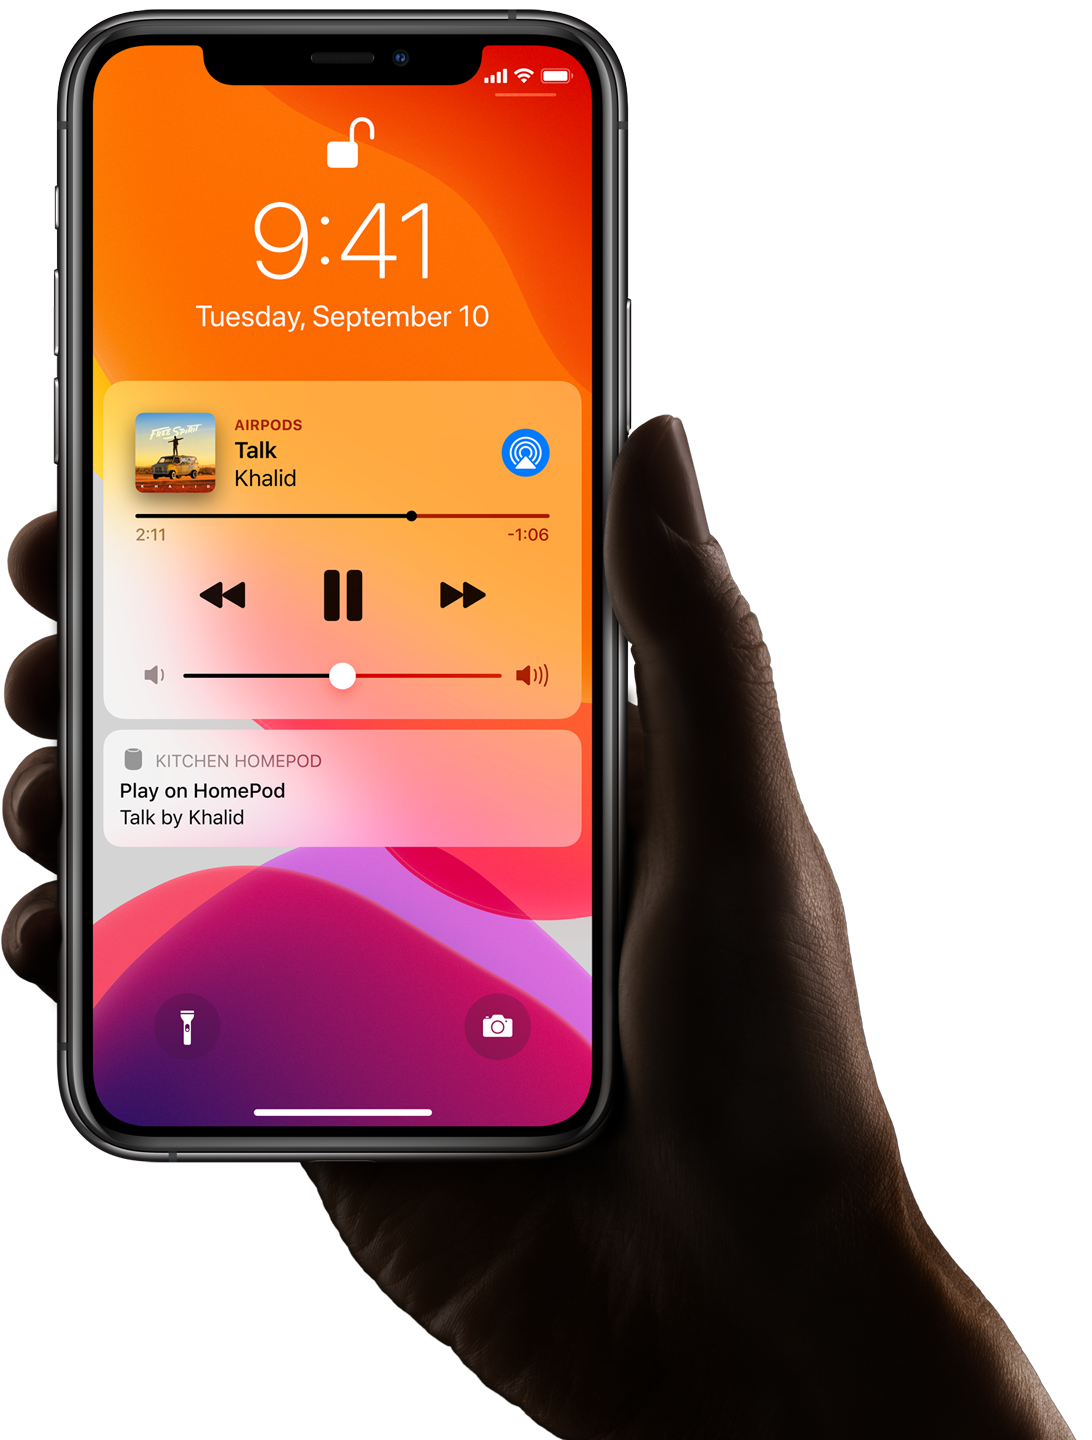 9:41
Tuesday, September 10
FREE SPIRIT
AIRPODS
Talk
Khalid
2:11
-1:06
KITCHEN HOMEPOD
Play on HomePod
Talk by Khalid